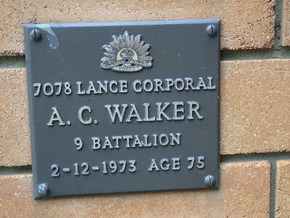 7078 LANCE CORPORAL
A. C. WALKER
9 BATTALION
2-12-1973 AGE 75